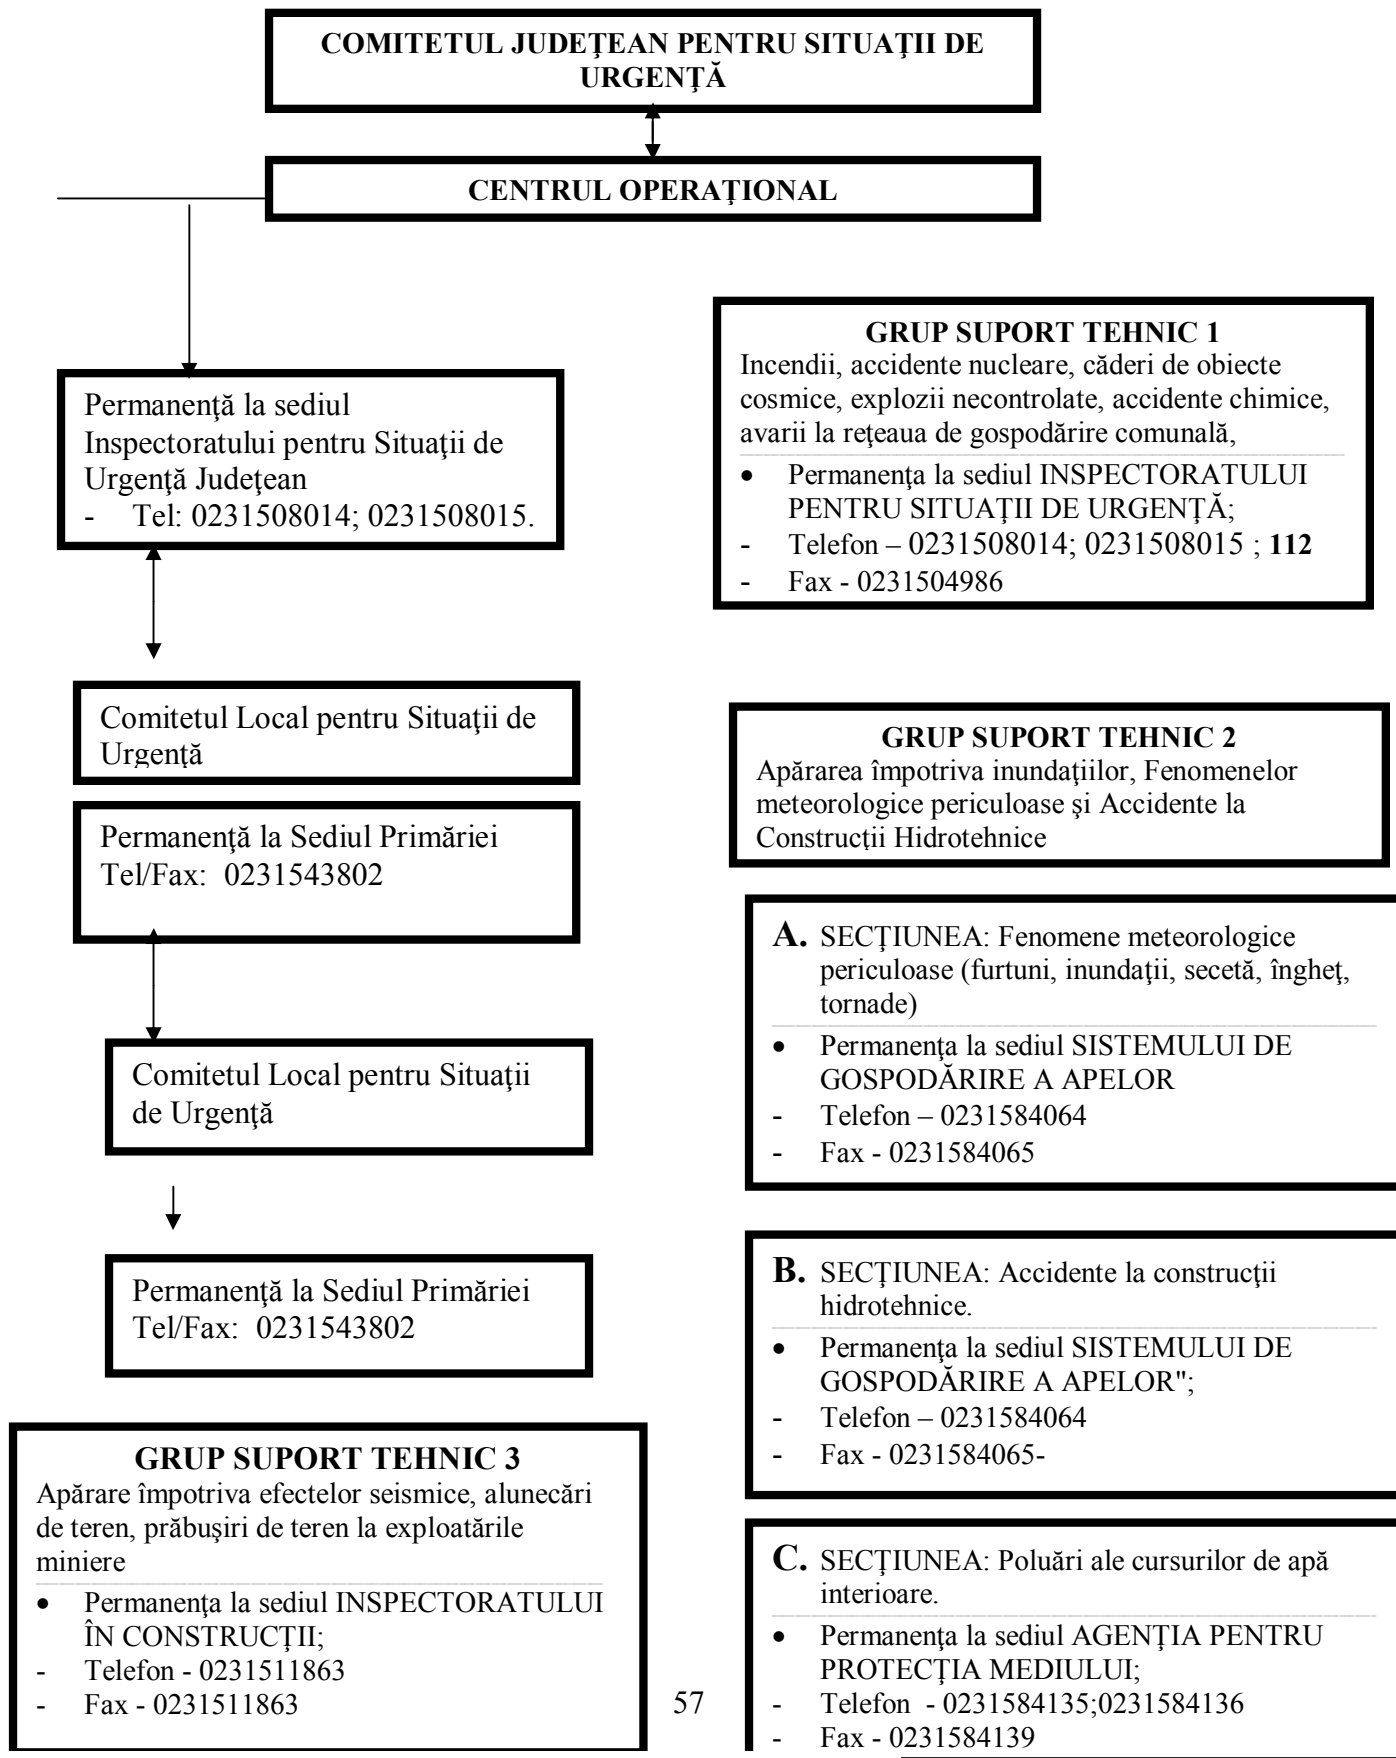 COMITETUL JUDEŢEAN PENTRU SITUAŢII DE
URGENŢĂ
CENTRUL OPERAŢIONAL
Permanenţă la sediul
Inspectoratului pentru Situaţii de
Urgenţă Judeţean
- Tel: 0231508014; 0231508015.
Comitetul Local pentru Situaţii de
Urgenţă
Permanenţă la Sediul Primăriei
Tel/Fax: 0231543802
Comitetul Local pentru Situaţii
de Urgenţă
Permanenţă la Sediul Primăriei
Tel/Fax: 0231543802
GRUP SUPORT TEHNIC 3
Apărare împotriva efectelor seismice, alunecări
de teren, prăbuşiri de teren la exploatările
miniere
• Permanenţa la sediul INSPECTORATULUI
ÎN CONSTRUCŢII;
- Telefon - 0231511863
- Fax - 0231511863
GRUP SUPORT TEHNIC 1
Incendii, accidente nucleare, căderi de obiecte
cosmice, explozii necontrolate, accidente chimice,
avarii la reţeaua de gospodărire comunală,
• Permanenţa la sediul INSPECTORATULUI
PENTRU SITUAŢII DE URGENŢĂ;
- Telefon – 0231508014; 0231508015 ; 112
- Fax - 0231504986
GRUP SUPORT TEHNIC 2
Apărarea împotriva inundaţiilor, Fenomenelor
meteorologice periculoase şi Accidente la
Construcţii Hidrotehnice
A. SECŢIUNEA: Fenomene meteorologice
periculoase (furtuni, inundaţii, secetă, îngheţ,
tornade)
• Permanenţa la sediul SISTEMULUI DE
GOSPODĂRIRE A APELOR
- Telefon – 0231584064
- Fax - 0231584065
B. SECŢIUNEA: Accidente la construcţii
hidrotehnice.
• Permanenţa la sediul SISTEMULUI DE
GOSPODĂRIRE A APELOR";
- Telefon – 0231584064
- Fax - 0231584065-
C. SECŢIUNEA: Poluări ale cursurilor de apă
interioare.
• Permanenţa la sediul AGENŢIA PENTRU
PROTECŢIA MEDIULUI;
- Telefon - 0231584135;0231584136
- Fax - 0231584139
57